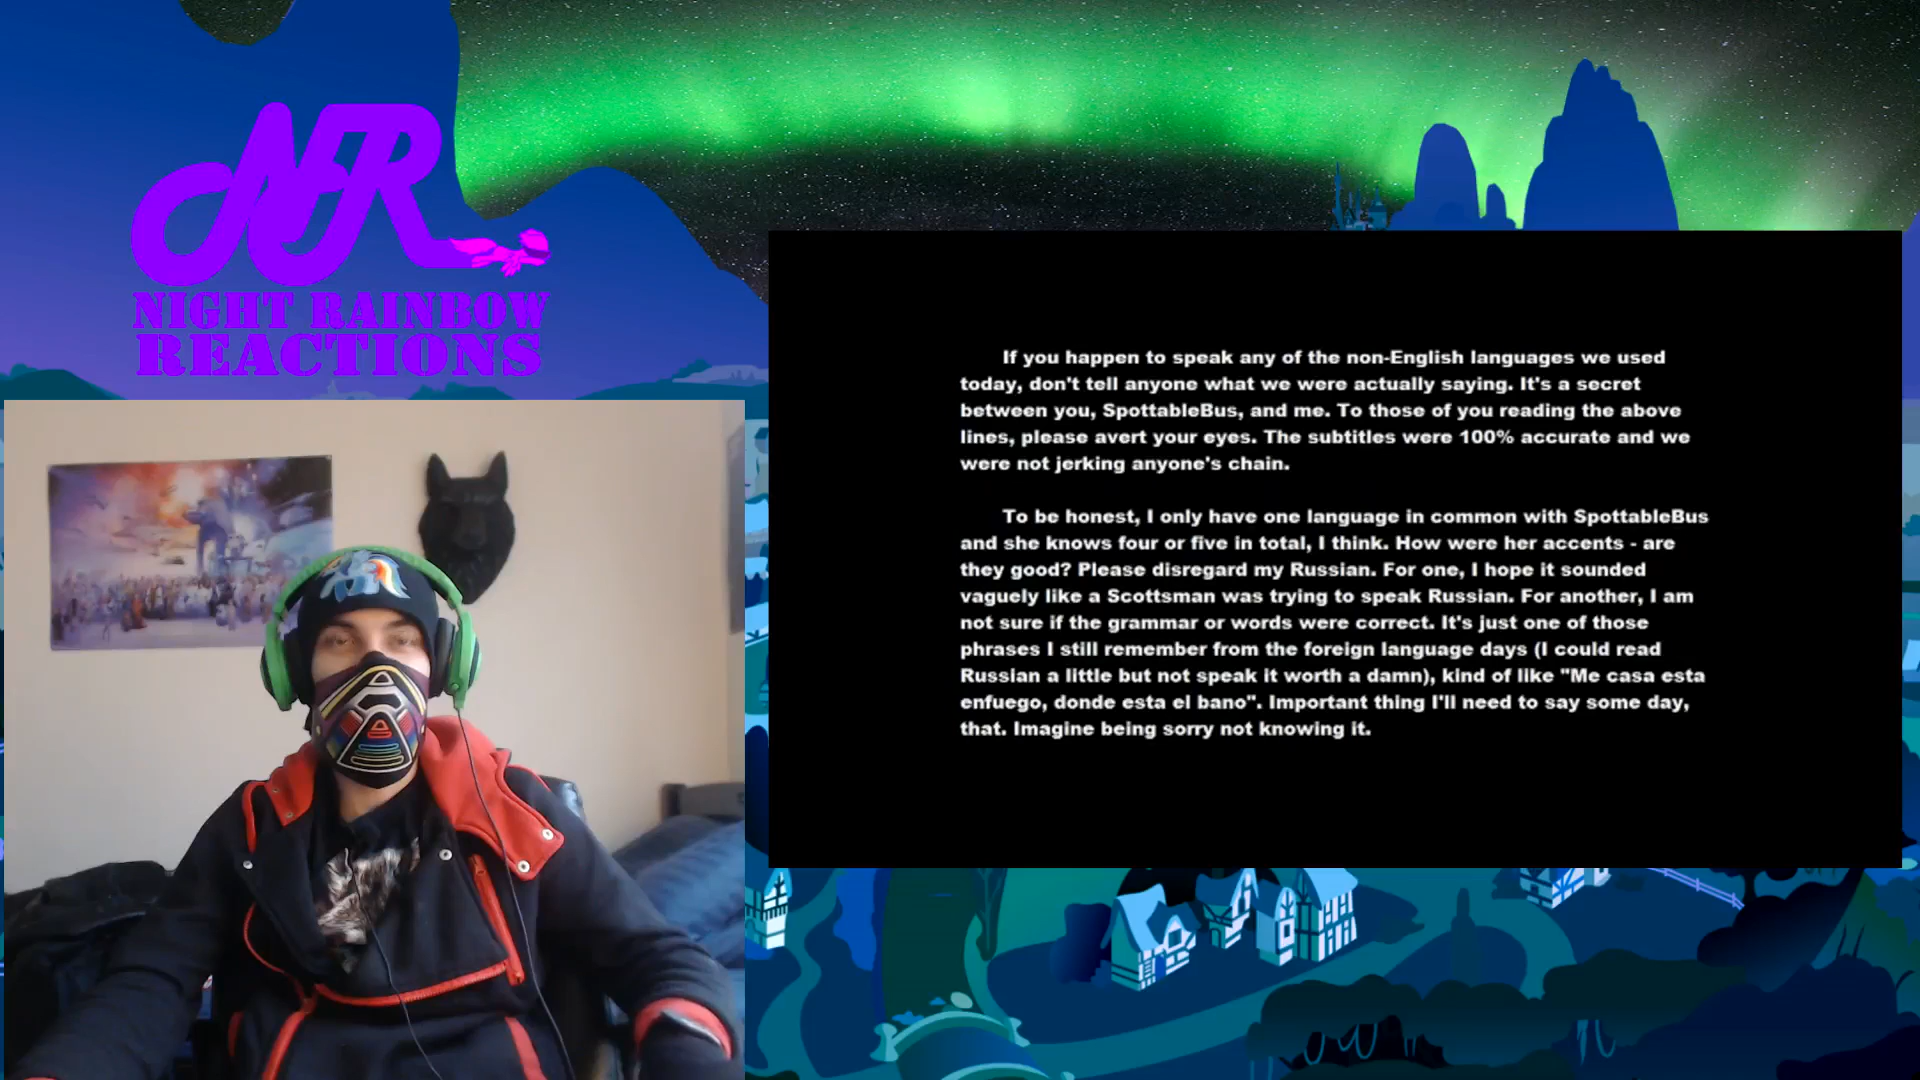 NR
NIGHT RAINBOW
REACTIONS
If you happen to speak any of the non-English languages we used
today, don't tell anyone what we were actually saying. It's a secret
between you, SpottableBus, and me. To those of you reading the above
lines, please avert your eyes. The subtitles were 100% accurate and we
were not jerking anyone's chain.
To be honest, I only have one language in common with SpottableBus
and she knows four or five in total, I think. How were her accents - are
they good? Please disregard my Russian. For one, I hope it sounded
vaguely like a Scottsman was trying to speak Russian. For another, I am
not sure if the grammar or words were correct. It's just one of those
phrases I still remember from the foreign language days (I could read
Russian a little but not speak it worth a damn), kind of like "Me casa esta
enfuego, donde esta el bano". Important thing I'll need to say some day,
that. Imagine being sorry not knowing it.